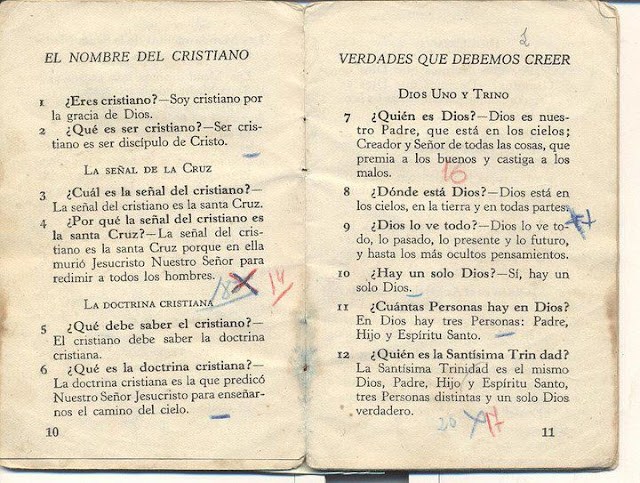 EL NOMBRE DEL CRISTIANO
1 ¿Eres cristiano?—Soy cristiano por
la gracia de Dios.
2 ¿Qué es ser cristiano?—Ser cris-
tiano es ser discípulo de Cristo.
LA SEÑAL DE LA CRUZ
3 ¿Cuál es la señal del cristiano?—
La señal del cristiano es la santa Cruz.
4 ¿Por qué la señal del cristiano es
la santa Cruz?—La señal del cris-
tiano es la santa Cruz porque en ella
murió Jesucristo Nuestro Señor para
redimir a todos los hombres.
14
LA DOCTRINA CRISTIANA
5 ¿Qué debe saber el cristiano?—
El cristiano debe saber la doctrina
cristiana.
6 ¿Qué es la doctrina cristiana?—
La doctrina cristiana es la que predicó
Nuestro Señor Jesucristo para enseñar-
nos el camino del cielo.
10
VERDADES QUE DEBEMOS CREER
DIOS UNO Y TRINO
7 ¿Quién es Dios?—Dios es nues-
tro Padre, que está en los cielos;
Creador y Señor de todas las cosas, que
premia a los buenos y castiga a los
malos.
16
8 ¿Dónde está Dios?—Dios está en
los cielos, en la tierra y en todas partes.
9 ¿Dios lo ve todo?—Dios lo ve to-
do, lo pasado, lo presente y lo futuro,
y hasta los más ocultos pensamientos.
10 ¿Hay un solo Dios?—Sí, hay un
solo Dios.
11 ¿Cuántas Personas hay en Dios?
En Dios hay tres Personas: Padre,
Hijo y Espíritu Santo.
12 ¿Quién es la Santísima Trin dad?
La Santísima Trinidad es el mismo
Dios, Padre, Hijo y Espíritu Santo,
tres Personas distintas y un solo Dios
verdadero.
20 17
11